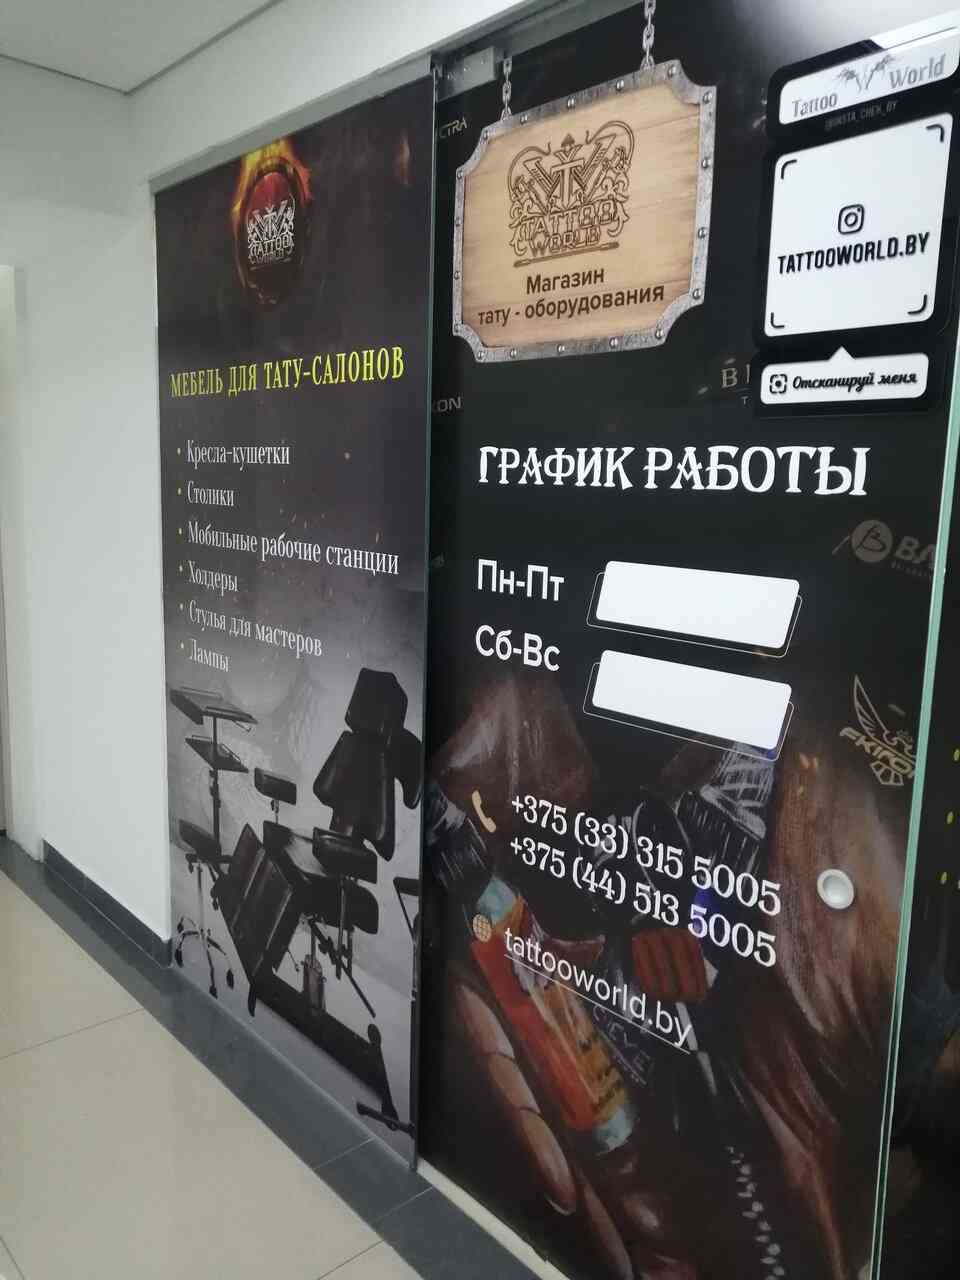 TATTOO
WORLD
МЕБЕЛЬ ДЛЯ ТАТУ-САЛОНОВ
• Кресла-кушетки
• Столики
• Мобильные рабочие станции
• Холдеры
• Стулья для мастеров
• Лампы
TATTOO
WORLD
Магазин
тату - оборудования
Tattoo World
@INSTA_CHEK_BY
TATTOOWORLD.BY
Отсканируй меня
ГРАФИК РАБОТЫ
Пн-Пт
Сб-Вс
+375 (33) 315 5005
+375 (44) 513 5005
tattooworld.by